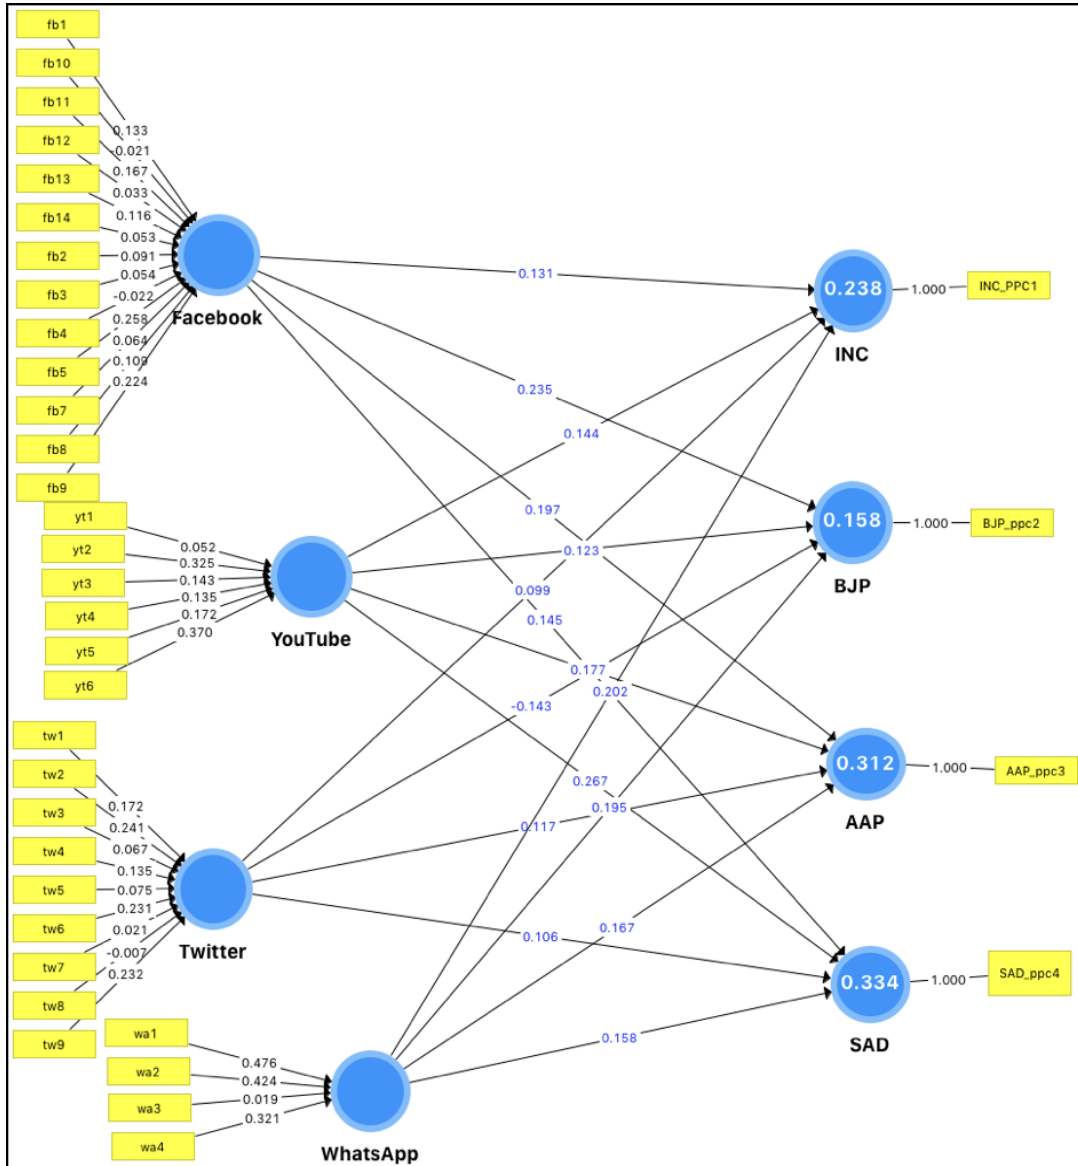 fb1
fb10
fb11
fb12
fb13
fb14
fb2
fb3
fb4
fb5
fb7
fb8
fb9
0.133
-0.021
0.167
0.033
0.116
0.053
0.091
0.054
-0.022
0.258
0.064
0.109
0.224
Facebook
yt1
yt2
yt3
yt4
yt5
yt6
0.052
0.325
0.143
0.135
0.172
0.370
YouTube
tw1
tw2
tw3
tw4
tw5
tw6
tw7
tw8
tw9
0.172
0.241
0.067
0.135
0.075
0.231
0.021
-0.007
0.232
Twitter
wa1
wa2
wa3
wa4
0.476
0.424
0.019
0.321
WhatsApp
0.131
0.235
0.144
0.197
0.123
0.099
0.145
0.177
0.202
-0.143
0.267
0.195
0.117
0.167
0.106
0.158
0.238
INC
1.000
INC_PPC1
0.158
BJP
1.000
BJP_ppc2
0.312
AAP
1.000
AAP_ppc3
0.334
SAD
1.000
SAD_ppc4